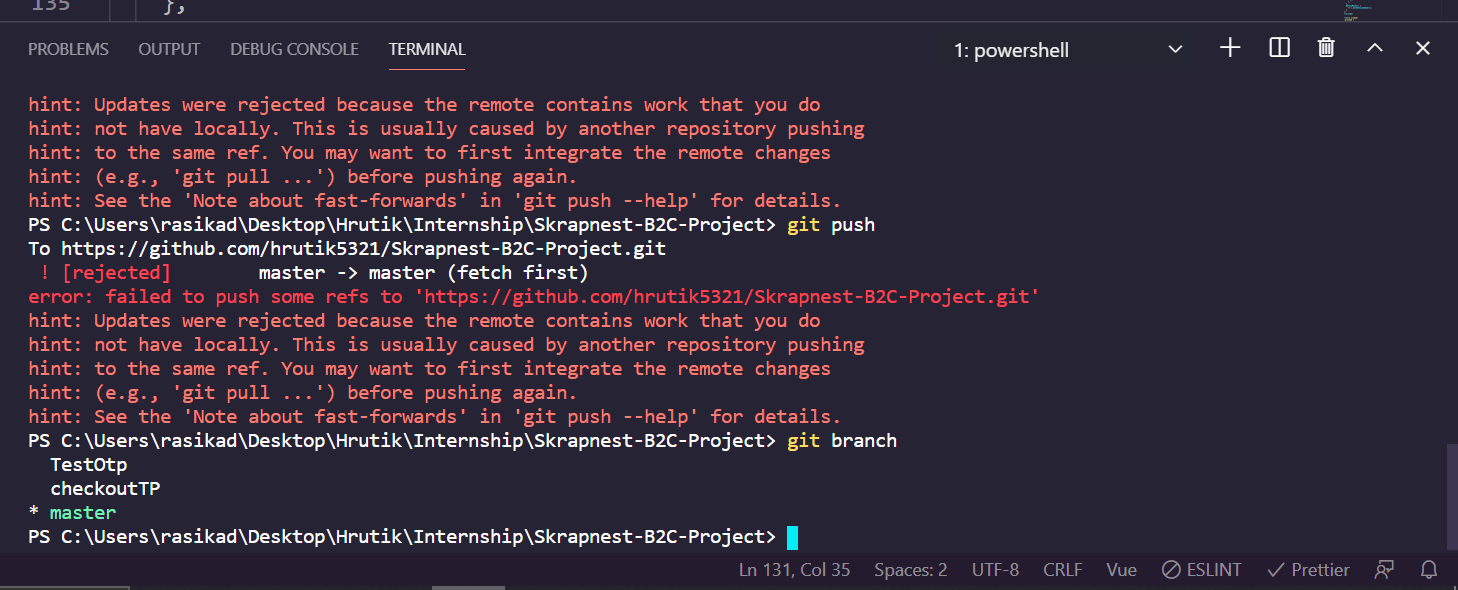 135
},
PROBLEMS OUTPUT DEBUG CONSOLE TERMINAL 1: powershell
hint: Updates were rejected because the remote contains work that you do
hint: not have locally. This is usually caused by another repository pushing
hint: to the same ref. You may want to first integrate the remote changes
hint: (e.g., 'git pull ...') before pushing again.
hint: See the 'Note about fast-forwards' in 'git push --help' for details.
PS C:\Users\rasikad\Desktop\Hrutik\Internship\Skrapnest-B2C-Project> git push
To https://github.com/hrutik5321/Skrapnest-B2C-Project.git
! [rejected] master -> master (fetch first)
error: failed to push some refs to 'https://github.com/hrutik5321/Skrapnest-B2C-Project.git'
hint: Updates were rejected because the remote contains work that you do
hint: not have locally. This is usually caused by another repository pushing
hint: to the same ref. You may want to first integrate the remote changes
hint: (e.g., 'git pull ...') before pushing again.
hint: See the 'Note about fast-forwards' in 'git push --help' for details.
PS C:\Users\rasikad\Desktop\Hrutik\Internship\Skrapnest-B2C-Project> git branch
TestOtp
checkoutTP
* master
PS C:\Users\rasikad\Desktop\Hrutik\Internship\Skrapnest-B2C-Project>
Ln 131, Col 35 Spaces: 2 UTF-8 CRLF Vue ESLINT Prettier